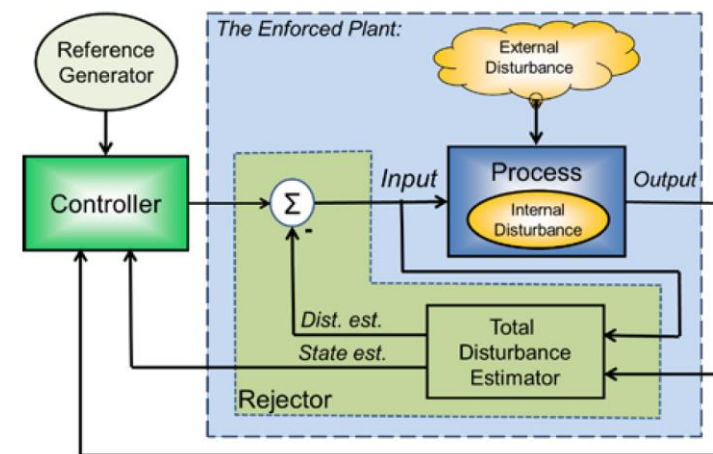 The Enforced Plant:
Reference
Generator
External
Disturbance
Controller
Σ
-
Input
Process
Internal
Disturbance
Output
Dist. est.
State est.
Total
Disturbance
Estimator
Rejector